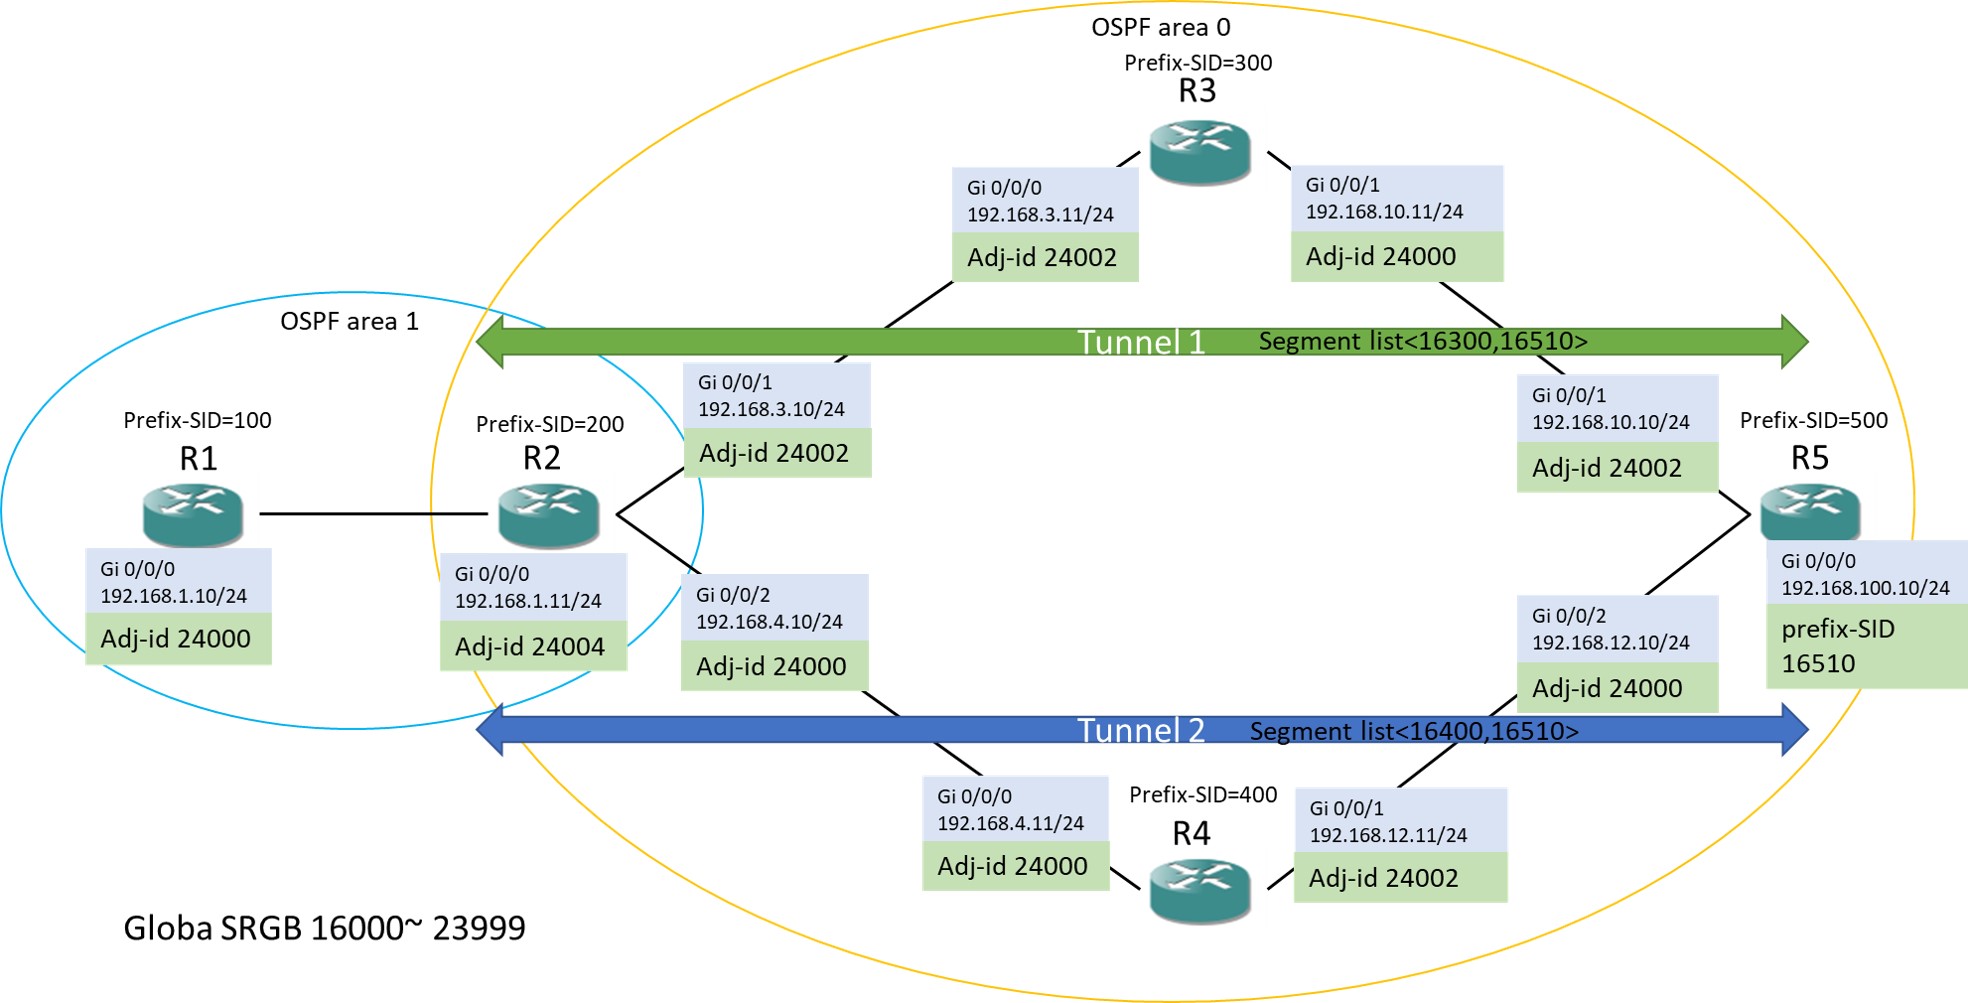 OSPF area 0
Prefix-SID=300
R3
Gi 0/0/0
192.168.3.11/24
Adj-id 24002
Gi 0/0/1
192.168.10.11/24
Adj-id 24000
OSPF area 1
Tunnel 1
Segment list<16300,16510>
Gi 0/0/1
192.168.3.10/24
Adj-id 24002
Gi 0/0/1
192.168.10.10/24
Adj-id 24002
Prefix-SID=100
R1
Prefix-SID=200
R2
Prefix-SID=500
R5
Gi 0/0/0
192.168.1.10/24
Adj-id 24000
Gi 0/0/0
192.168.1.11/24
Adj-id 24004
Gi 0/0/2
192.168.4.10/24
Adj-id 24000
Gi 0/0/2
192.168.12.10/24
Adj-id 24000
Gi 0/0/0
192.168.100.10/24
prefix-SID
16510
Tunnel 2
Segment list<16400,16510>
Gi 0/0/0
192.168.4.11/24
Adj-id 24000
Prefix-SID=400
R4
Gi 0/0/1
192.168.12.11/24
Adj-id 24002
Globa SRGB 16000~ 23999